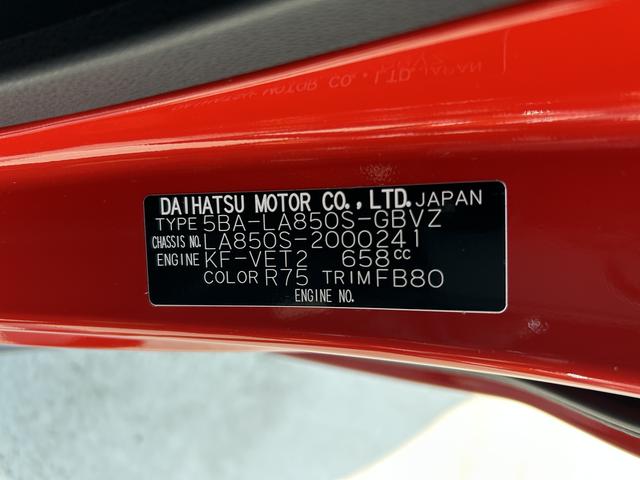 DAIHATSU MOTOR CO., LTD. JAPAN
TYPE 5BA-LA850S-GBVZ
CHASSIS NO. LA850S-2000241
ENGINE KF-VET2 658cc
COLOR R75 TRIM FB80
ENGINE NO.